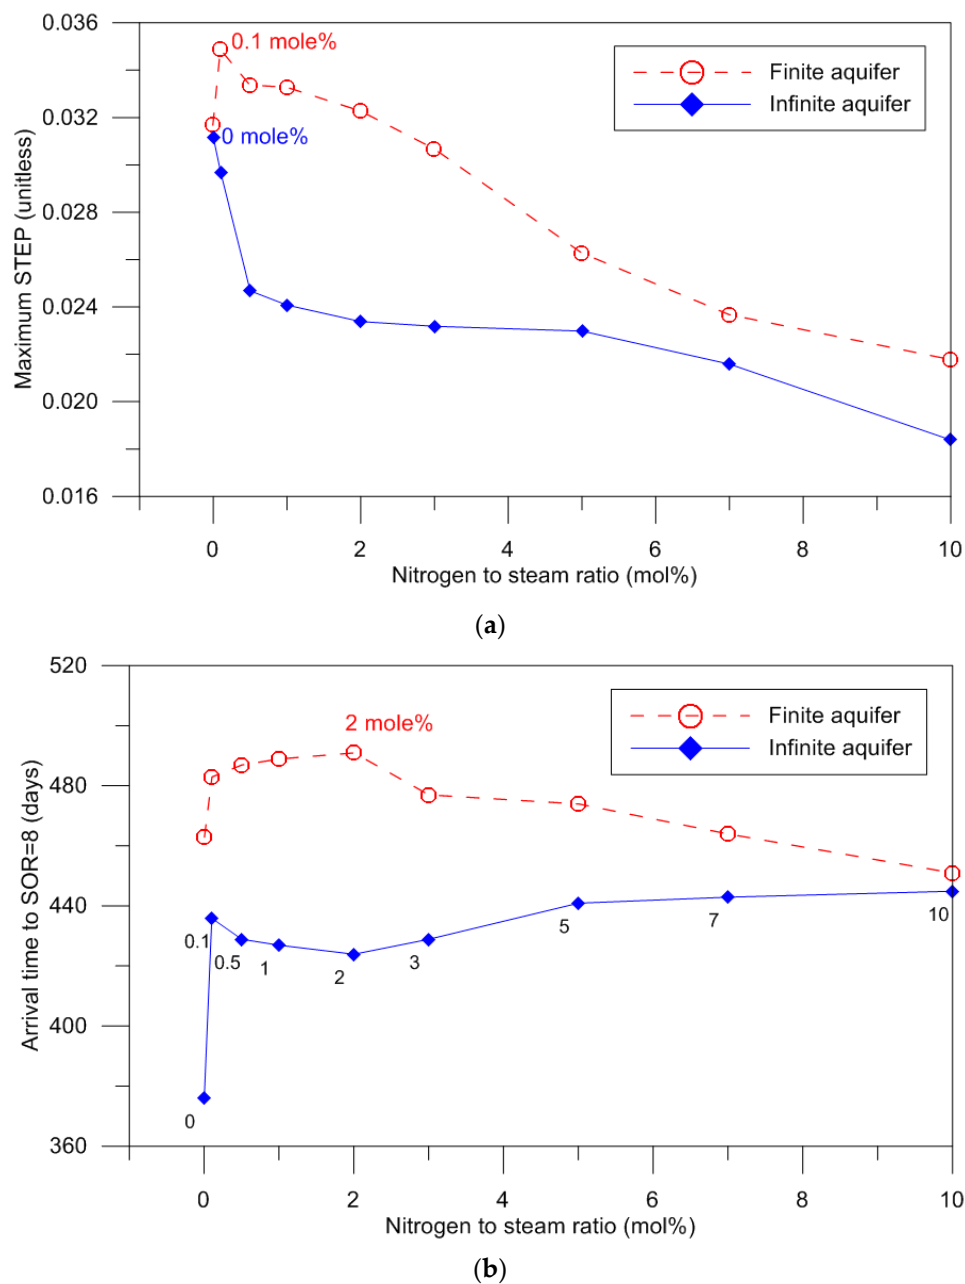 0.036
0.032
0.028
0.024
0.020
0.016
Maximum STEP (unitless)
0.1 mole%
0 mole%
Finite aquifer
Infinite aquifer
0 2 4 6 8 10
Nitrogen to steam ratio (mol%)
(a)
520
480
440
400
360
Arrival time to SOR=8 (days)
2 mole%
Finite aquifer
Infinite aquifer
0
0.1
0.5
1
2
3
5
7
10
0 2 4 6 8 10
Nitrogen to steam ratio (mol%)
(b)